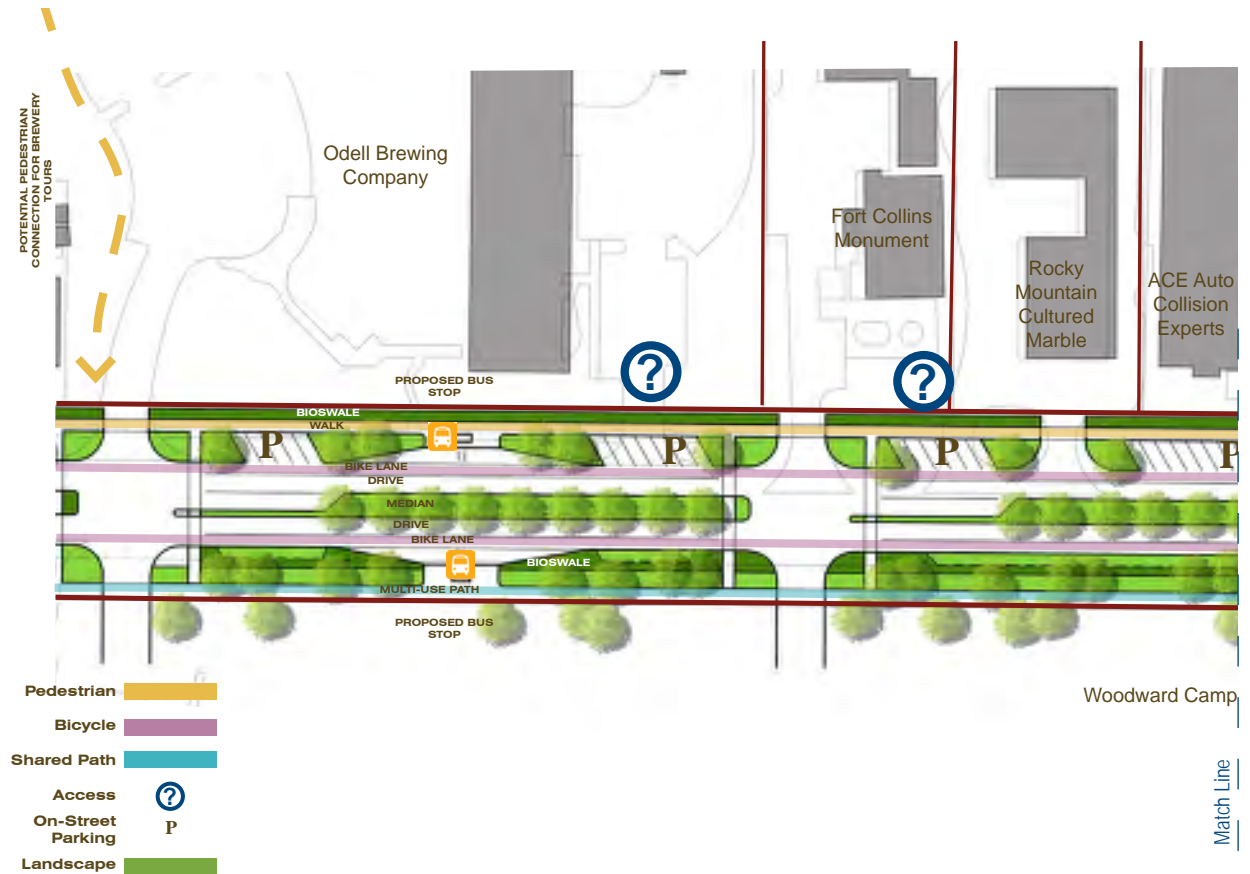 POTENTIAL PEDESTRIAN
CONNECTION FOR BREWERY
TOURS
Odell Brewing
Company
Fort Collins
Monument
Rocky
Mountain
Cultured
Marble
ACE Auto
Collision
Experts
?
?
PROPOSED BUS
STOP
BIOSWALE
WALK
P
P
P
P
BIKE LANE
DRIVE
MEDIAN
DRIVE
BIKE LANE
BIOSWALE
MULTI-USE PATH
PROPOSED BUS
STOP
Woodward Camp
Match Line
Pedestrian
Bicycle
Shared Path
Access ?
On-Street
Parking P
Landscape